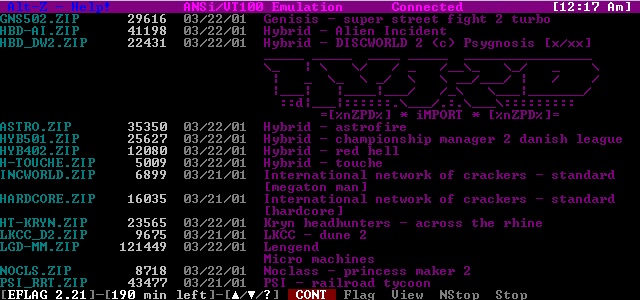 Alt-Z - Help! ANSi/VT100 Emulation Connected [12:17 Am]
GNS502.ZIP 29616 03/22/01 Genisis - super street fight 2 turbo
HBD-AI.ZIP 41198 03/22/01 Hybrid - Alien Incident
HBD_DW2.ZIP 22431 03/22/01 Hybrid - DISCWORLD 2 (c) Psygnosis [x/xx]
HYBRID
=[%nZPD%] * iMPORT * [%nZPD%]=
ASTRO.ZIP 35350 03/22/01 Hybrid - astrofire
HYB501.ZIP 25627 03/22/01 Hybrid - championship manager 2 danish league
HYB402.ZIP 12080 03/22/01 Hybrid - red hell
H-TOUCHE.ZIP 5009 03/22/01 Hybrid - touche
INCWORLD.ZIP 6899 03/21/01 International network of crackers - standard
[megaton man]
HARDCORE.ZIP 16035 03/21/01 International network of crackers - standard
[hardcore]
HT-KRYN.ZIP 23565 03/22/01 Kryn headhunters - across the rhine
LKCC_D2.ZIP 9675 03/21/01 LKCC - dune 2
LGD-MM.ZIP 121449 03/22/01 Lengend
Micro machines
NOCLS.ZIP 8718 03/22/01 Noclass - princess maker 2
PSI_RRT.ZIP 43477 03/21/01 PSI - railroad tycoon
[EFLAG 2.21]-[190 min left]-[▲/▼/?] CONT Flag View NStop Stop